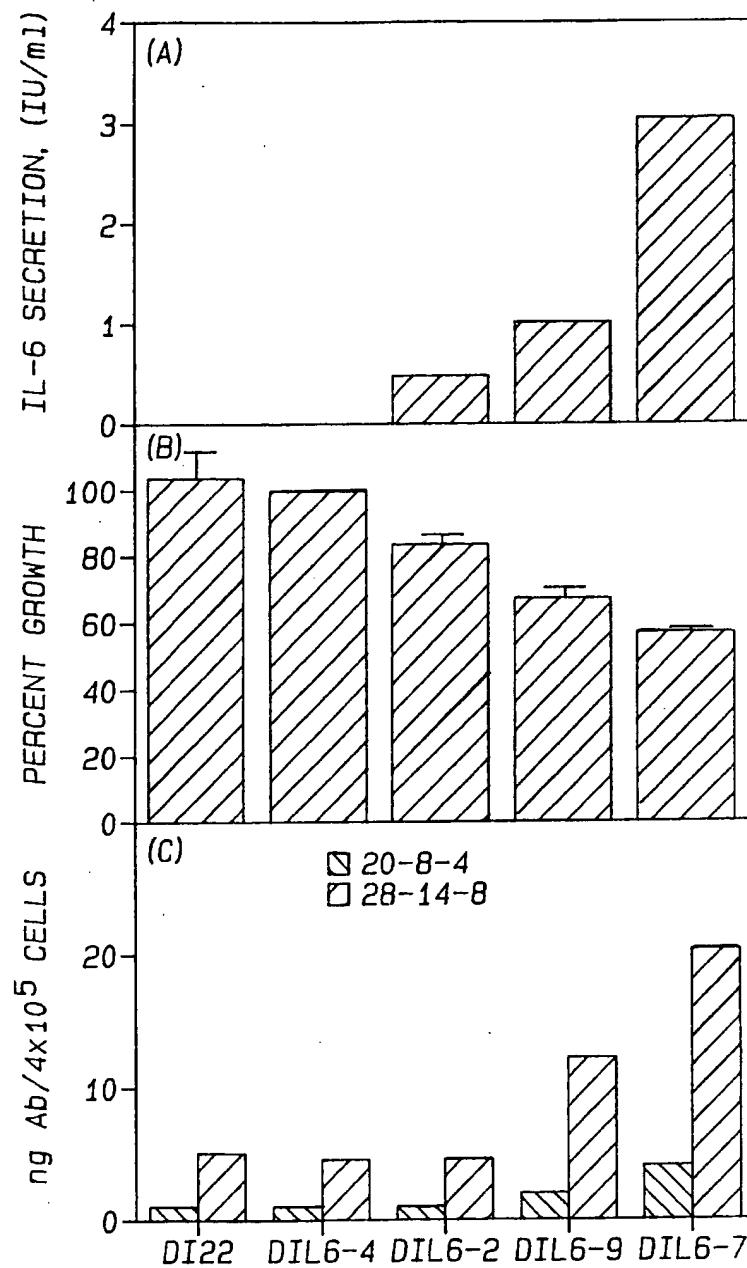 IL-6 SECRETION, (IU/ml)
4
3
2
1
0
(A)
PERCENT GROWTH
100
80
60
40
20
0
(B)
ng Ab/4x10⁵ CELLS
20
10
0
(C)
20-8-4
28-14-8
DI22 DIL6-4 DIL6-2 DIL6-9 DIL6-7